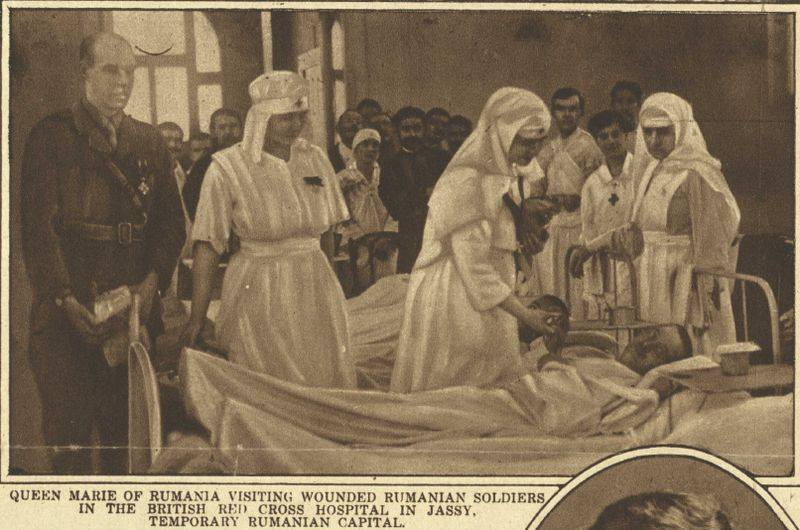 QUEEN MARIE OF RUMANIA VISITING WOUNDED RUMANIAN SOLDIERS
IN THE BRITISH RED CROSS HOSPITAL IN JASSY,
TEMPORARY RUMANIAN CAPITAL.